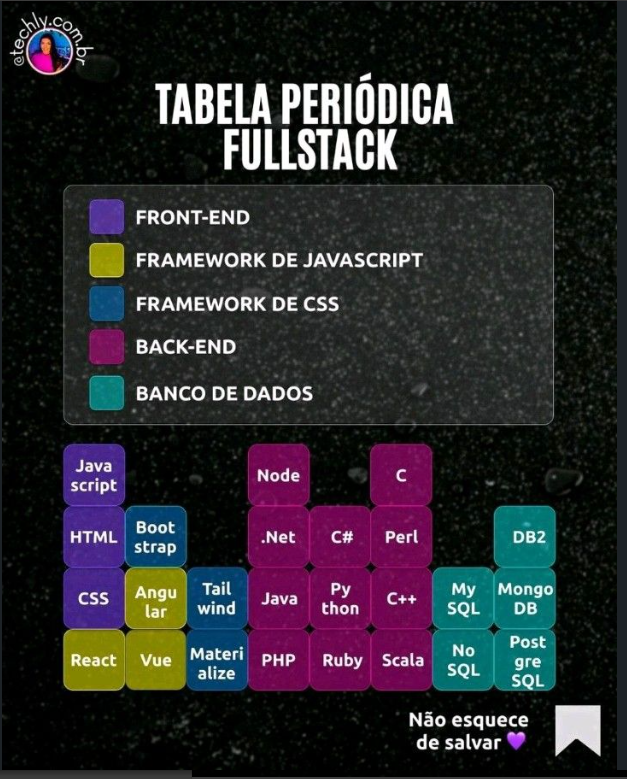 @techly.com.br
TABELA PERIÓDICA
FULLSTACK
FRONT-END
FRAMEWORK DE JAVASCRIPT
FRAMEWORK DE CSS
BACK-END
BANCO DE DADOS
Java
script
Node
C
HTML
Boot
strap
.Net
C#
Perl
DB2
CSS
Angu
lar
Tail
wind
Java
Py
thon
C++
My
SQL
Mongo
DB
React
Vue
Materi
alize
PHP
Ruby
Scala
No
SQL
Post
gre
SQL
Não esquece
de salvar 💜